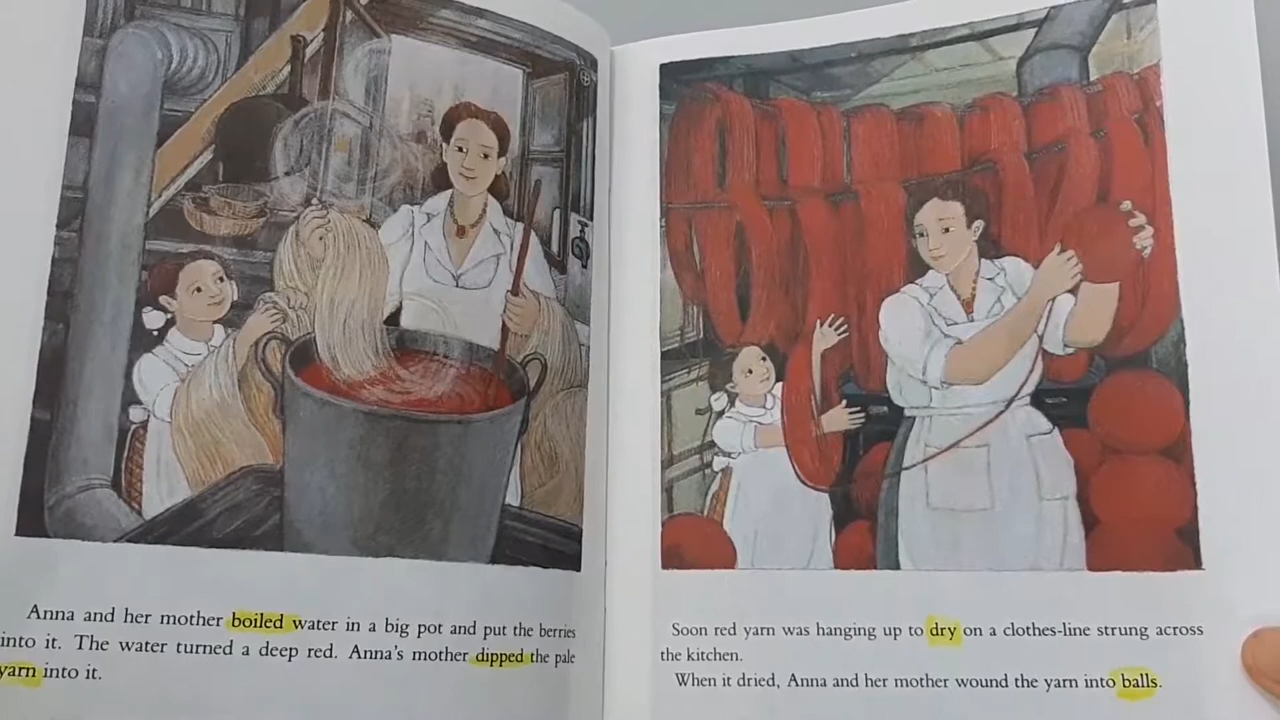 Anna and her mother boiled water in a big pot and put the berries
into it. The water turned a deep red. Anna's mother dipped the pale
yarn into it.
Soon red yarn was hanging up to dry on a clothes-line strung across
the kitchen.
When it dried, Anna and her mother wound the yarn into balls.